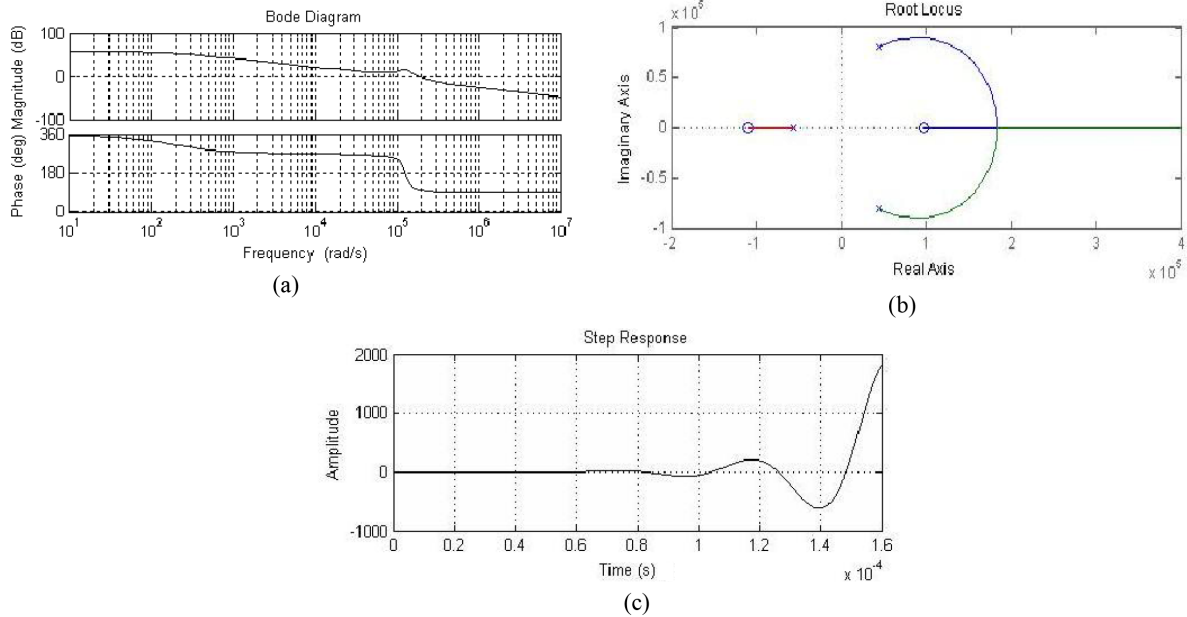 Bode Diagram
Magnitude (dB)
100
0
-100
Phase (deg)
360
180
0
10^1 10^2 10^3 10^4 10^5 10^6 10^7
Frequency (rad/s)
(a)
Root Locus
x 10^5
Imaginary Axis
1
0.5
0
-0.5
-1
-2 -1 0 1 2 3 4
Real Axis
x 10^5
(b)
Step Response
Amplitude
2000
1000
0
-1000
0 0.2 0.4 0.6 0.8 1 1.2 1.4 1.6
Time (s)
x 10^-4
(c)